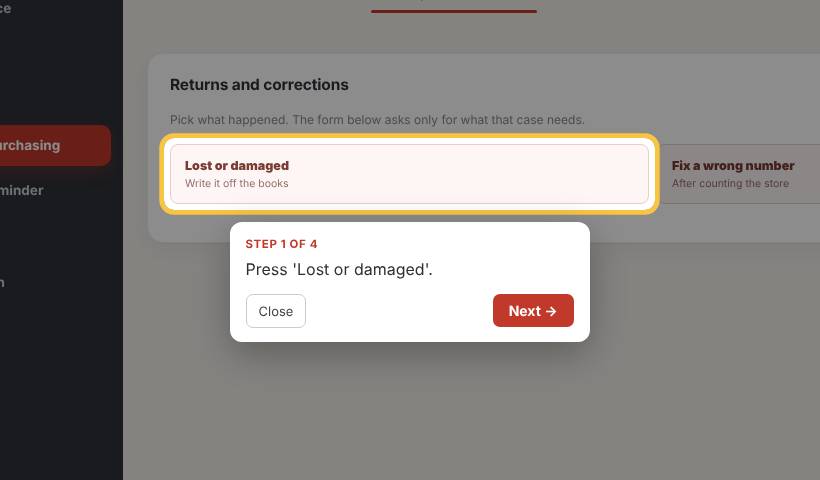 Returns and corrections
Pick what happened. The form below asks only for what that case needs.
Lost or damaged
Write it off the books
Fix a wrong number
After counting the store
STEP 1 OF 4
Press 'Lost or damaged'.
Close
Next →